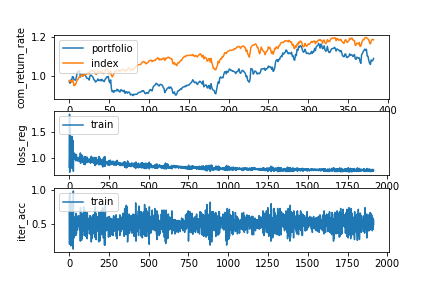 com_return_rate
1.2
1.0
portfolio
index
0 50 100 150 200 250 300 350 400
loss_reg
1.5
1.0
train
0 250 500 750 1000 1250 1500 1750 2000
iter_acc
1.0
0.5
train
0 250 500 750 1000 1250 1500 1750 2000